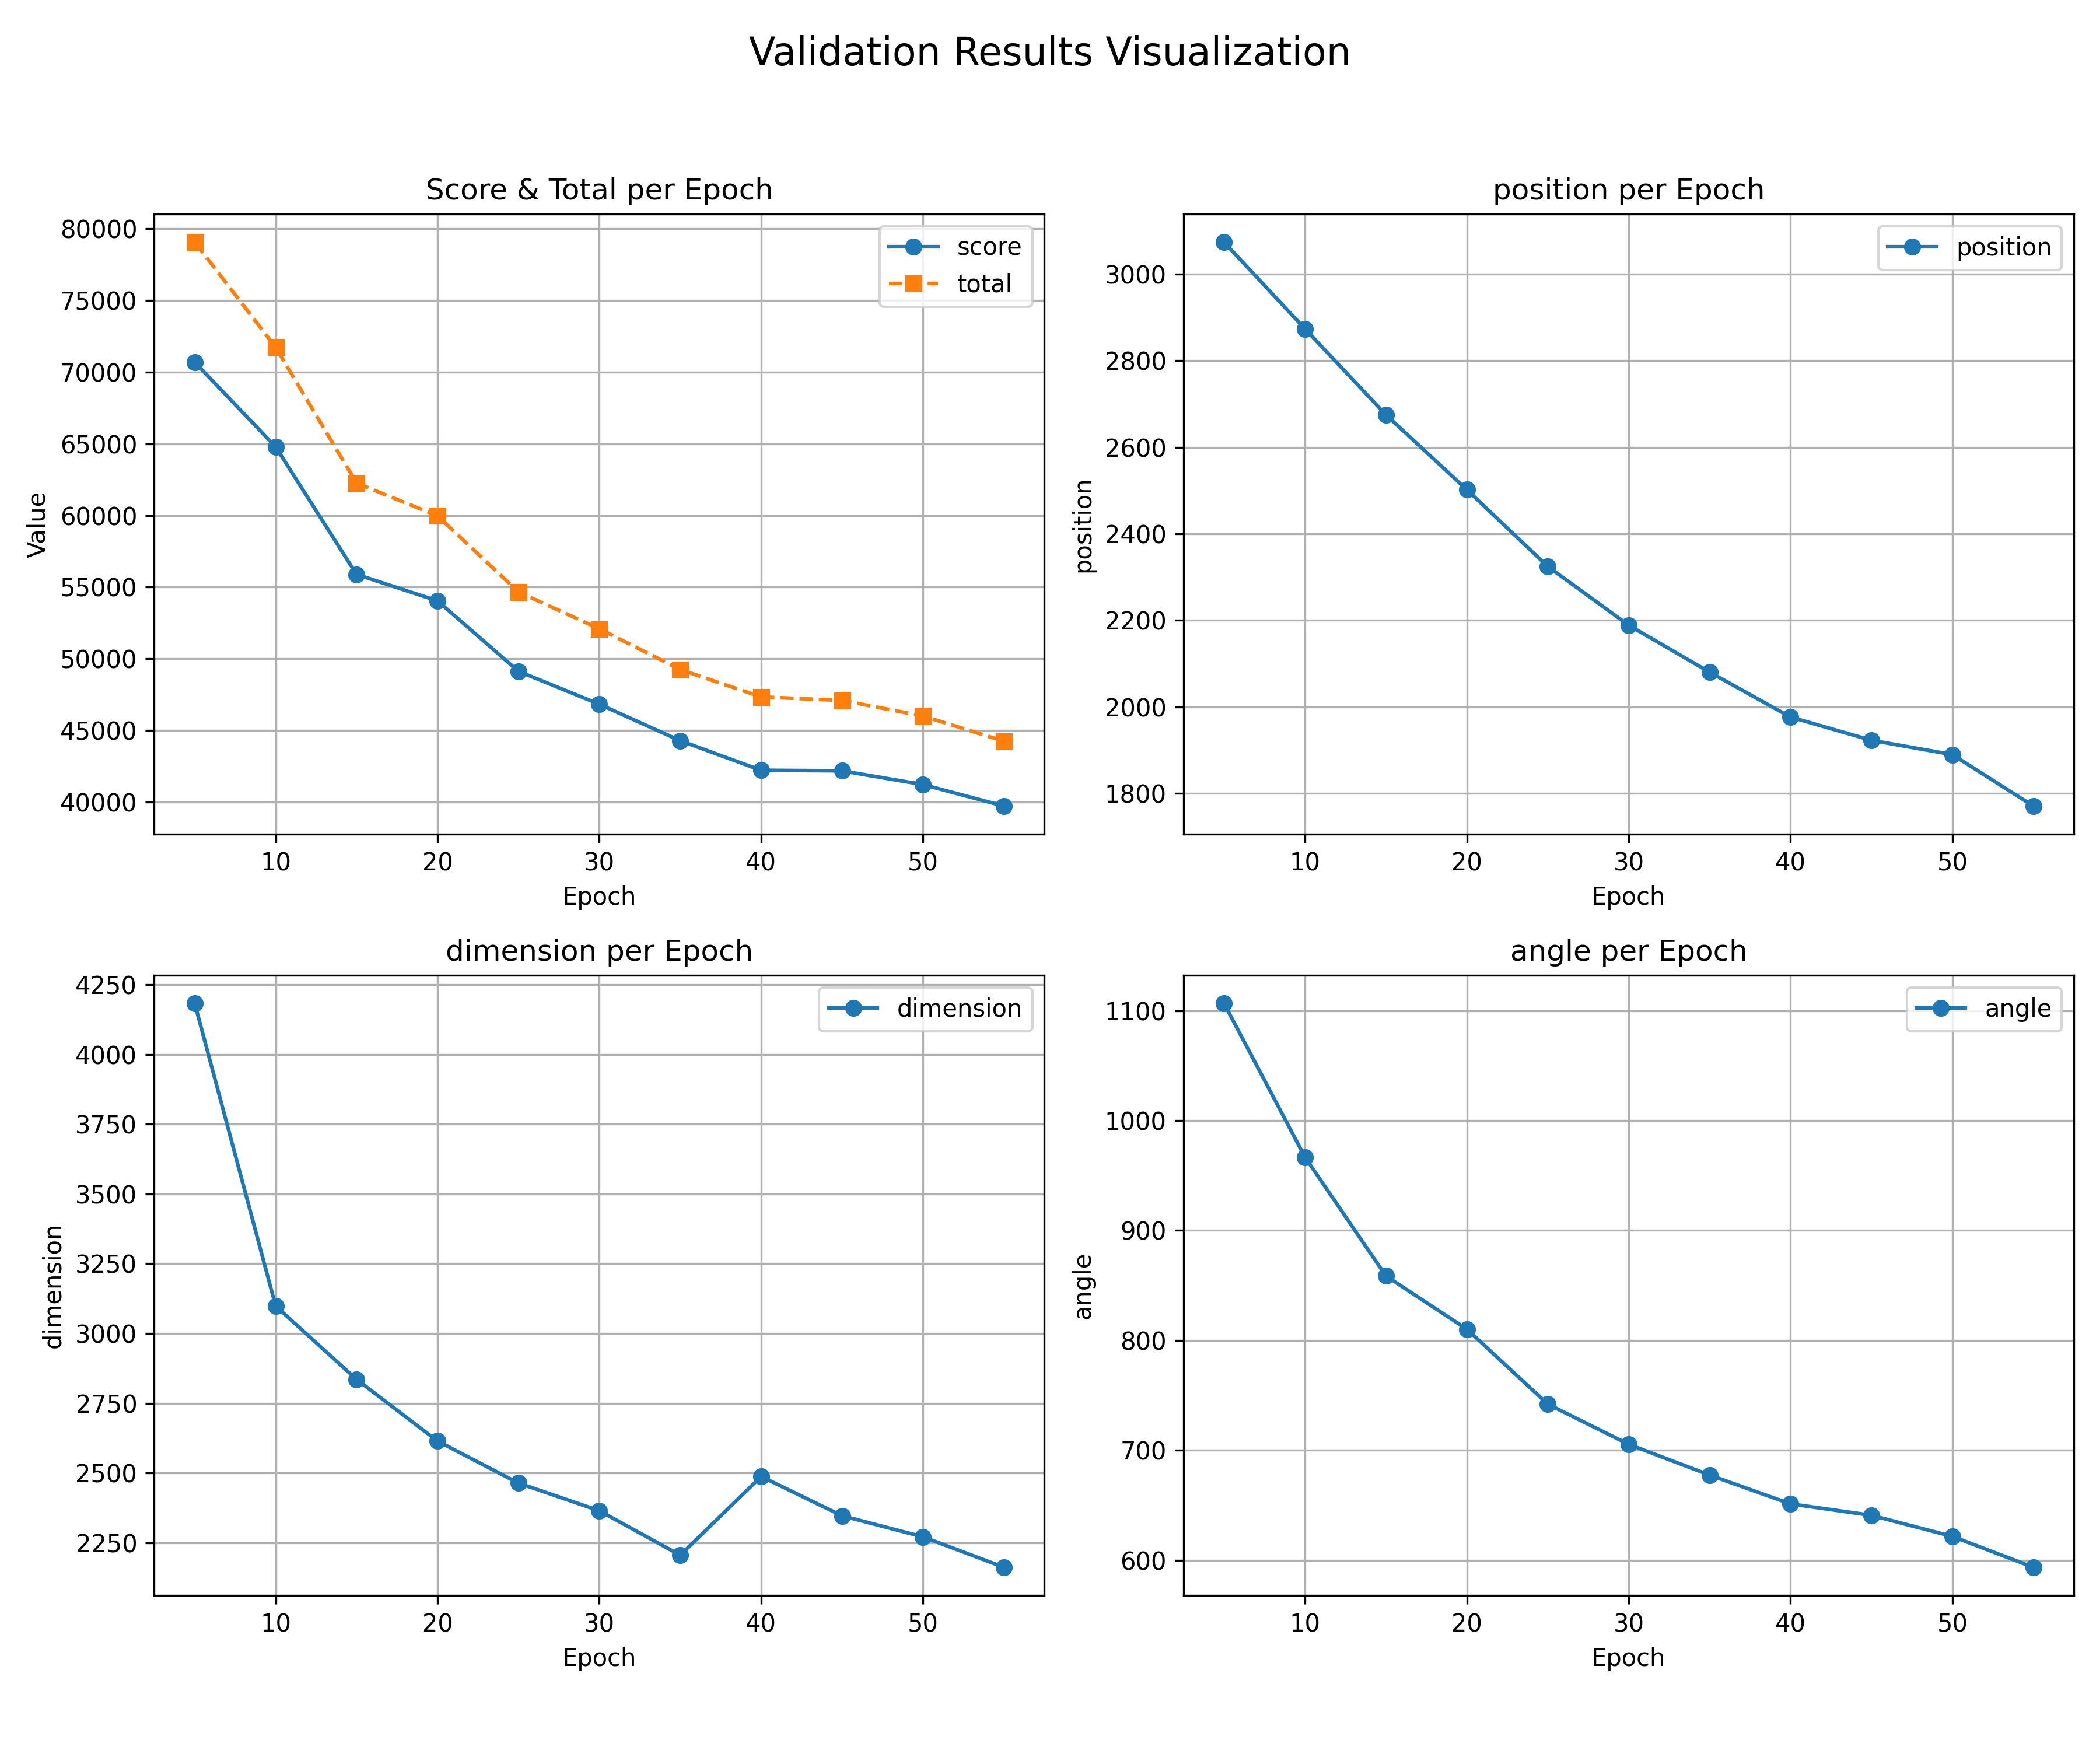 Validation Results Visualization
Score & Total per Epoch
80000
75000
70000
65000
60000
55000
50000
45000
40000
Value
score
total
10 20 30 40 50
Epoch
position per Epoch
3000
2800
2600
2400
2200
2000
1800
position
position
10 20 30 40 50
Epoch
dimension per Epoch
4250
4000
3750
3500
3250
3000
2750
2500
2250
dimension
dimension
10 20 30 40 50
Epoch
angle per Epoch
1100
1000
900
800
700
600
angle
angle
10 20 30 40 50
Epoch